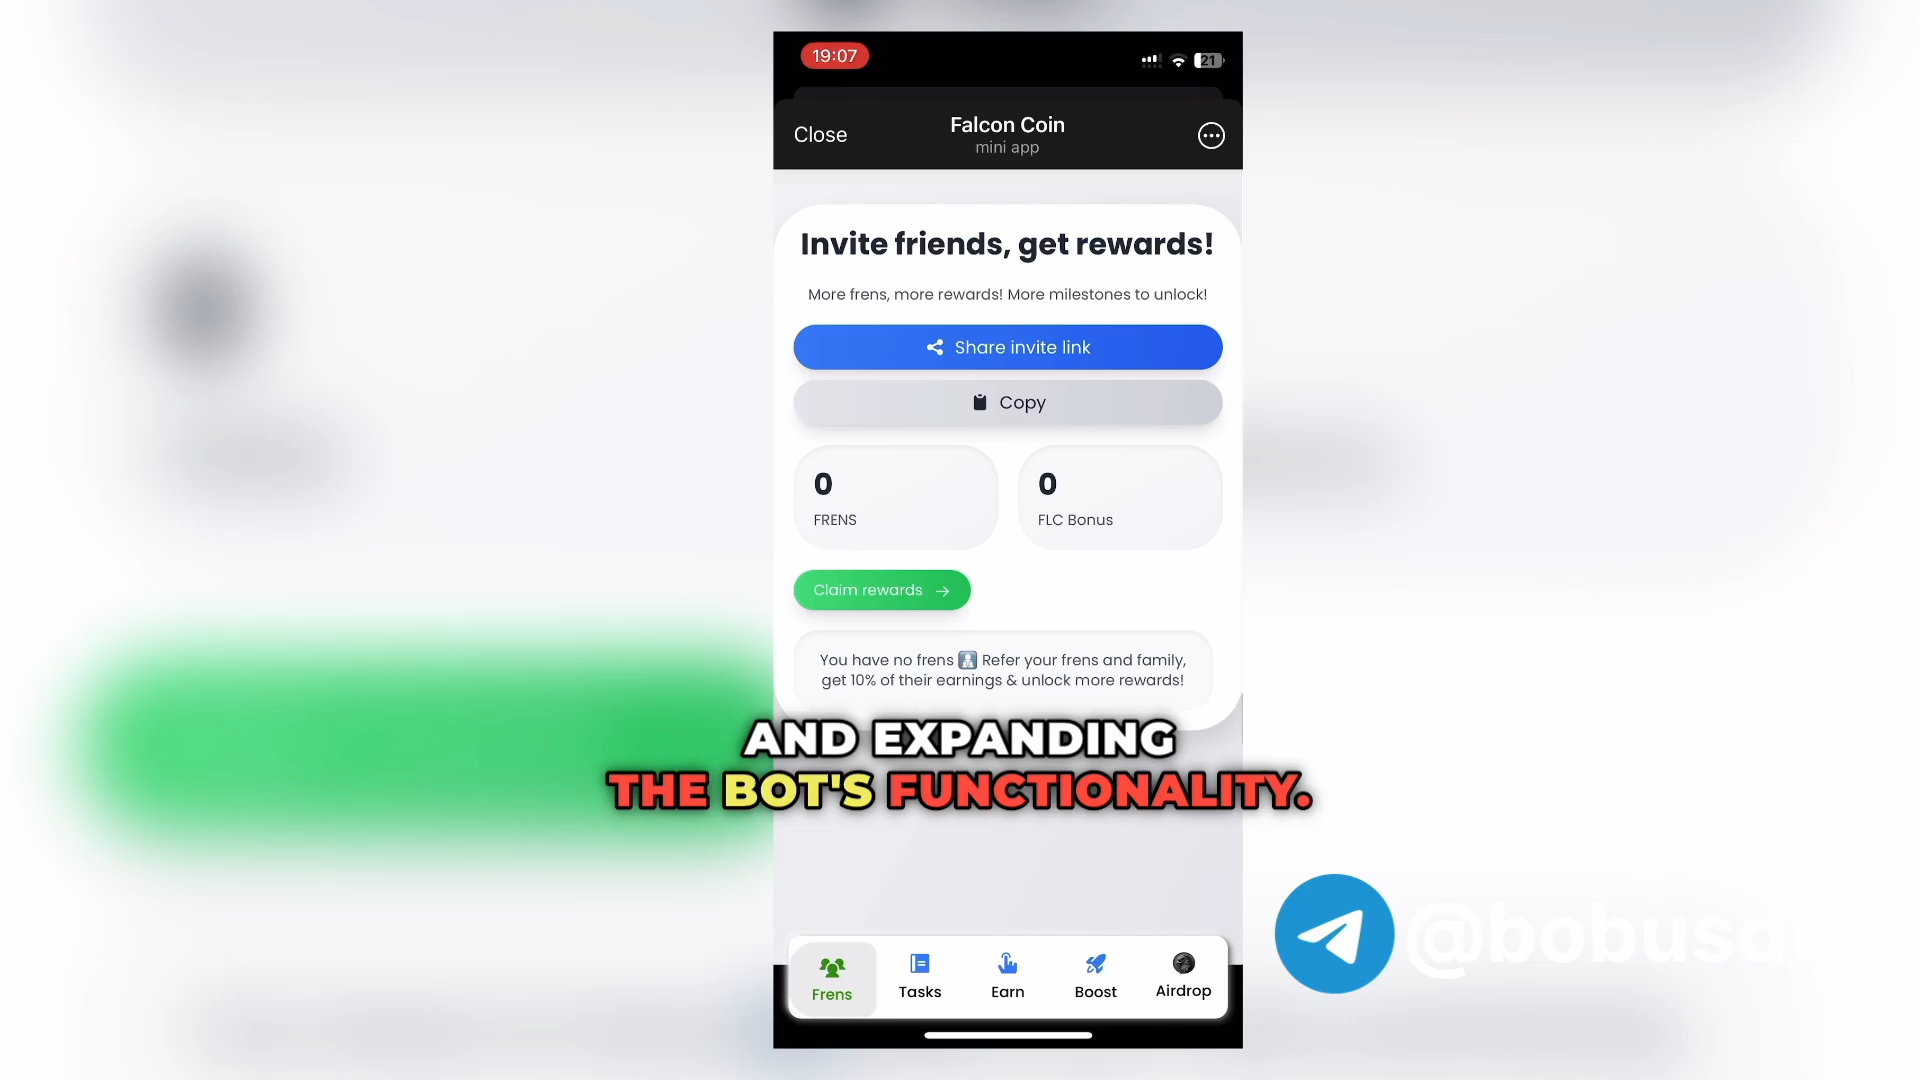 19:07
21
Close
Falcon Coin
mini app
Invite friends, get rewards!
More frens, more rewards! More milestones to unlock!
Share invite link
Copy
0
FRENS
0
FLC Bonus
Claim rewards
You have no frens Refer your frens and family,
get 10% of their earnings & unlock more rewards!
AND EXPANDING
THE BOT'S FUNCTIONALITY.
Frens
Tasks
Earn
Boost
Airdrop